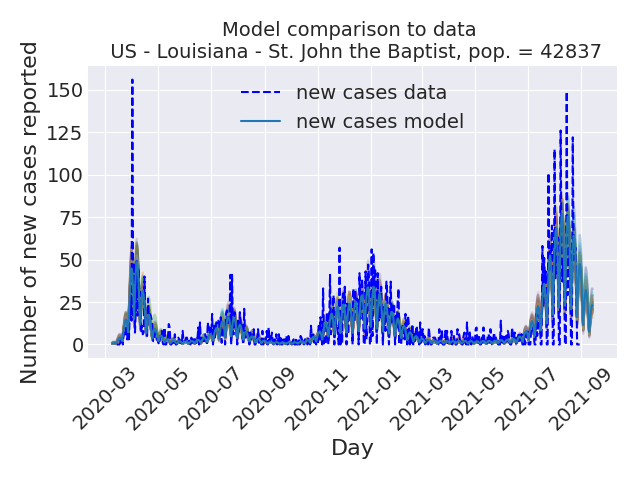 Model comparison to data
US - Louisiana - St. John the Baptist, pop. = 42837
Number of new cases reported
150
125
100
75
50
25
0
new cases data
new cases model
2020-03
2020-05
2020-07
2020-09
2020-11
2021-01
2021-03
2021-05
2021-07
2021-09
Day